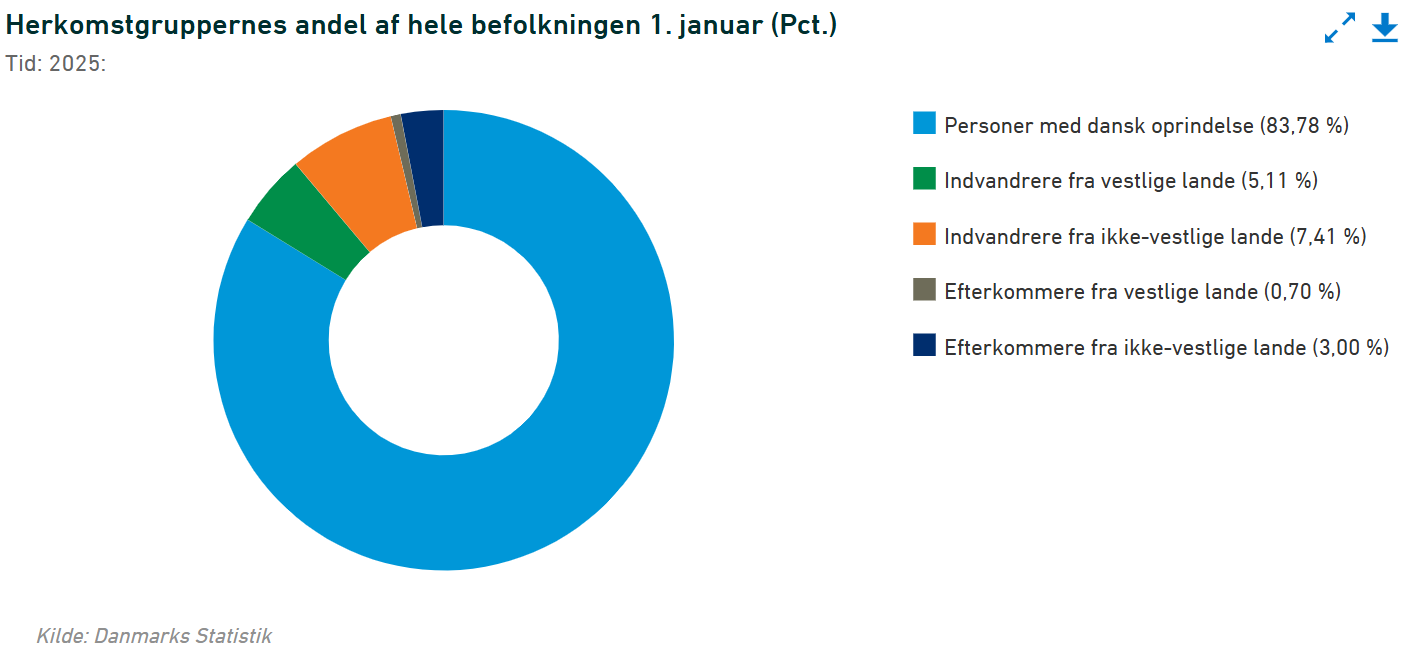 Herkomstgruppernes andel af hele befolkningen 1. januar (Pct.)
Tid: 2025:
Personer med dansk oprindelse (83,78 %)
Indvandrere fra vestlige lande (5,11 %)
Indvandrere fra ikke-vestlige lande (7,41 %)
Efterkommere fra vestlige lande (0,70 %)
Efterkommere fra ikke-vestlige lande (3,00 %)
Kilde: Danmarks Statistik